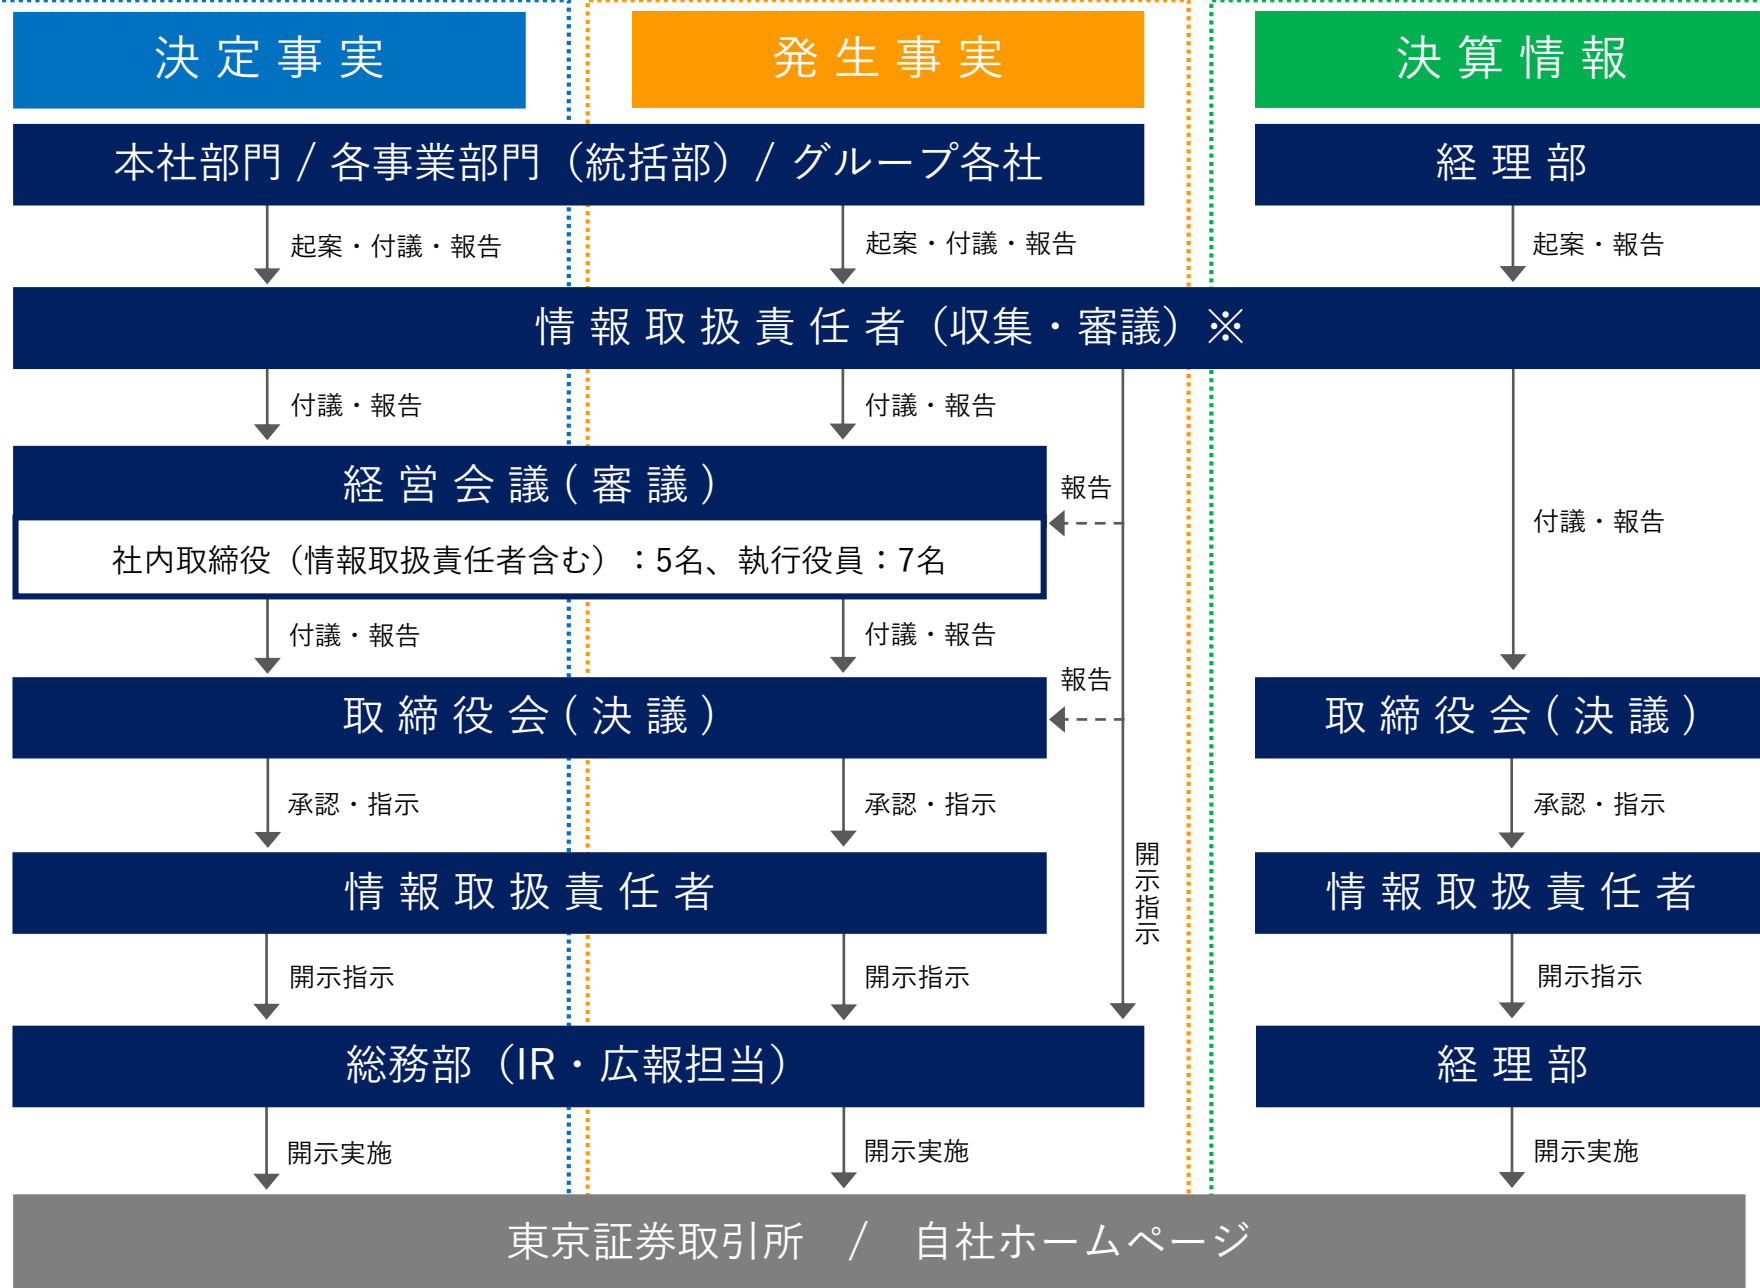 決定事実
発生事実
決算情報
本社部門 / 各事業部門（統括部）/ グループ各社
経理部
起案・付議・報告
起案・付議・報告
起案・報告
情報取扱責任者（収集・審議）※
付議・報告
付議・報告
経営会議(審議)
報告
付議・報告
社内取締役（情報取扱責任者含む）：5名、執行役員：7名
付議・報告
付議・報告
報告
取締役会(決議)
取締役会(決議)
承認・指示
承認・指示
承認・指示
開示指示
情報取扱責任者
情報取扱責任者
開示指示
開示指示
開示指示
総務部（IR・広報担当）
経理部
開示実施
開示実施
開示実施
東京証券取引所　/　自社ホームページ